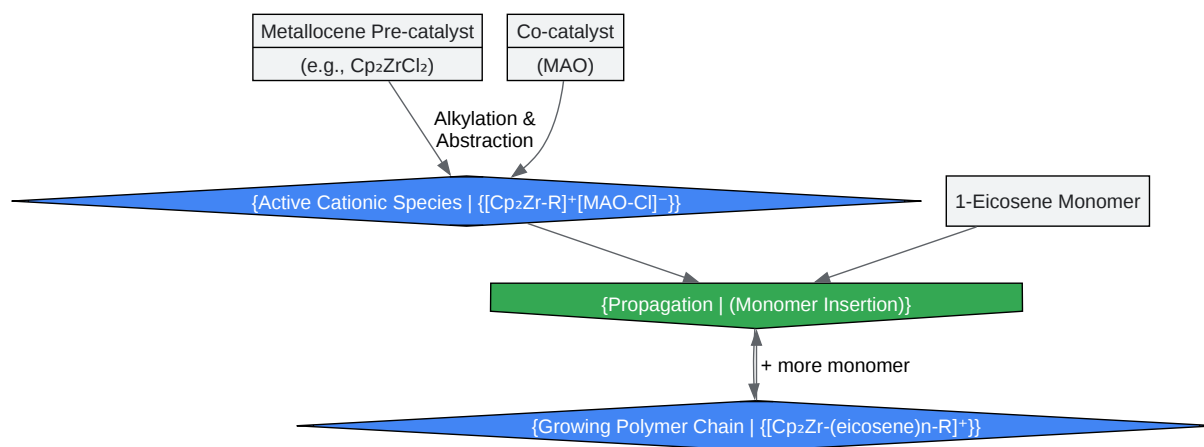 Metallocene Pre-catalyst
(e.g., Cp₂ZrCl₂)
Co-catalyst
(MAO)
Alkylation &
Abstraction
{Active Cationic Species | {[Cp₂Zr-R]⁺[MAO-Cl]⁻}}
1-Eicosene Monomer
{Propagation | (Monomer Insertion)}
+ more monomer
{Growing Polymer Chain | {[Cp₂Zr-(eicosene)n-R]⁺}